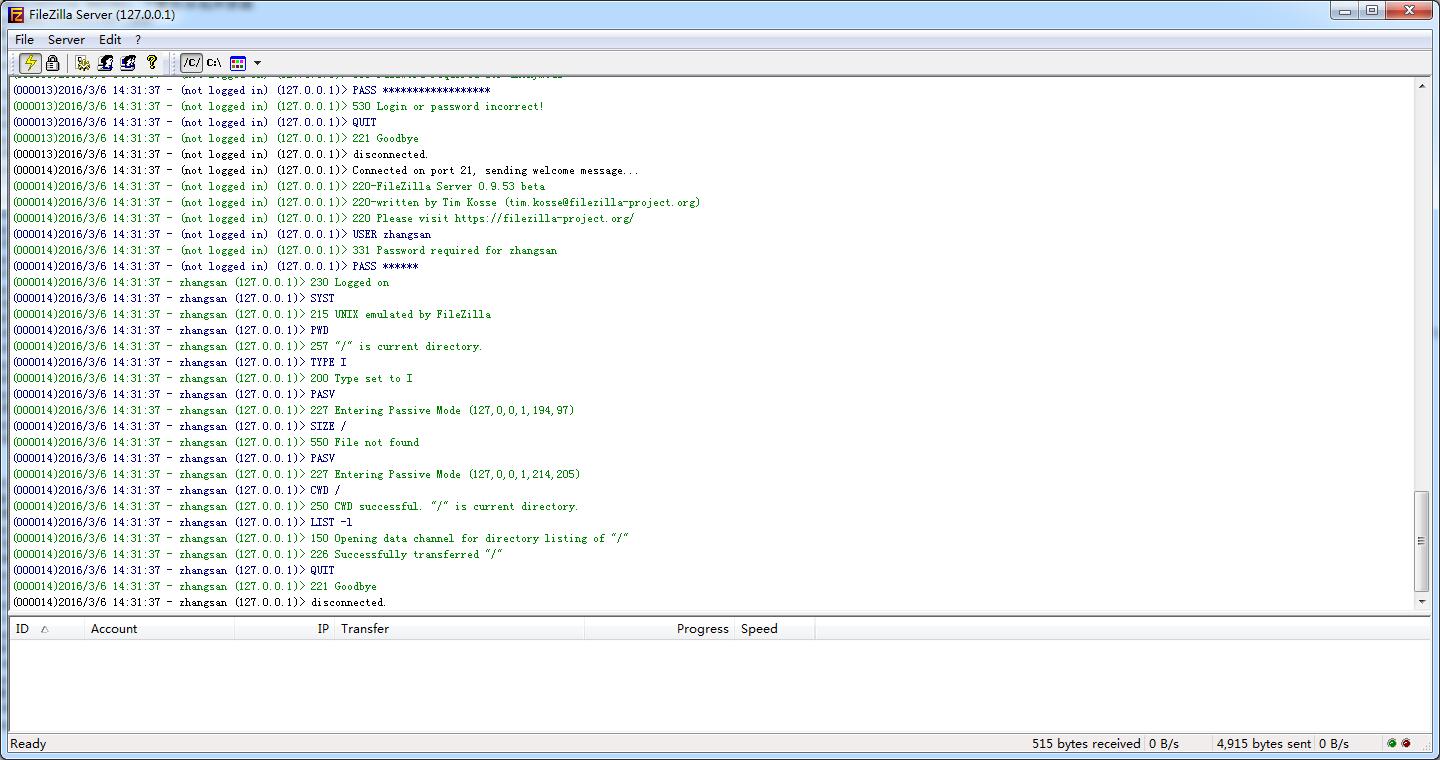 FileZilla Server (127.0.0.1)
File Server Edit ?
/C/ C:\
(000013)2016/3/6 14:31:37 - (not logged in) (127.0.0.1)> PASS ******************
(000013)2016/3/6 14:31:37 - (not logged in) (127.0.0.1)> 530 Login or password incorrect!
(000013)2016/3/6 14:31:37 - (not logged in) (127.0.0.1)> QUIT
(000013)2016/3/6 14:31:37 - (not logged in) (127.0.0.1)> 221 Goodbye
(000013)2016/3/6 14:31:37 - (not logged in) (127.0.0.1)> disconnected.
(000014)2016/3/6 14:31:37 - (not logged in) (127.0.0.1)> Connected on port 21, sending welcome message...
(000014)2016/3/6 14:31:37 - (not logged in) (127.0.0.1)> 220-FileZilla Server 0.9.53 beta
(000014)2016/3/6 14:31:37 - (not logged in) (127.0.0.1)> 220-written by Tim Kosse (tim.kosse@filezilla-project.org)
(000014)2016/3/6 14:31:37 - (not logged in) (127.0.0.1)> 220 Please visit https://filezilla-project.org/
(000014)2016/3/6 14:31:37 - (not logged in) (127.0.0.1)> USER zhangsan
(000014)2016/3/6 14:31:37 - (not logged in) (127.0.0.1)> 331 Password required for zhangsan
(000014)2016/3/6 14:31:37 - (not logged in) (127.0.0.1)> PASS ******
(000014)2016/3/6 14:31:37 - zhangsan (127.0.0.1)> 230 Logged on
(000014)2016/3/6 14:31:37 - zhangsan (127.0.0.1)> SYST
(000014)2016/3/6 14:31:37 - zhangsan (127.0.0.1)> 215 UNIX emulated by FileZilla
(000014)2016/3/6 14:31:37 - zhangsan (127.0.0.1)> PWD
(000014)2016/3/6 14:31:37 - zhangsan (127.0.0.1)> 257 "/" is current directory.
(000014)2016/3/6 14:31:37 - zhangsan (127.0.0.1)> TYPE I
(000014)2016/3/6 14:31:37 - zhangsan (127.0.0.1)> 200 Type set to I
(000014)2016/3/6 14:31:37 - zhangsan (127.0.0.1)> PASV
(000014)2016/3/6 14:31:37 - zhangsan (127.0.0.1)> 227 Entering Passive Mode (127,0,0,1,194,97)
(000014)2016/3/6 14:31:37 - zhangsan (127.0.0.1)> SIZE /
(000014)2016/3/6 14:31:37 - zhangsan (127.0.0.1)> 550 File not found
(000014)2016/3/6 14:31:37 - zhangsan (127.0.0.1)> PASV
(000014)2016/3/6 14:31:37 - zhangsan (127.0.0.1)> 227 Entering Passive Mode (127,0,0,1,214,205)
(000014)2016/3/6 14:31:37 - zhangsan (127.0.0.1)> CWD /
(000014)2016/3/6 14:31:37 - zhangsan (127.0.0.1)> 250 CWD successful. "/" is current directory.
(000014)2016/3/6 14:31:37 - zhangsan (127.0.0.1)> LIST -l
(000014)2016/3/6 14:31:37 - zhangsan (127.0.0.1)> 150 Opening data channel for directory listing of "/"
(000014)2016/3/6 14:31:37 - zhangsan (127.0.0.1)> 226 Successfully transferred "/"
(000014)2016/3/6 14:31:37 - zhangsan (127.0.0.1)> QUIT
(000014)2016/3/6 14:31:37 - zhangsan (127.0.0.1)> 221 Goodbye
(000014)2016/3/6 14:31:37 - zhangsan (127.0.0.1)> disconnected.
ID Account IP Transfer Progress Speed
Ready 515 bytes received 0 B/s 4,915 bytes sent 0 B/s